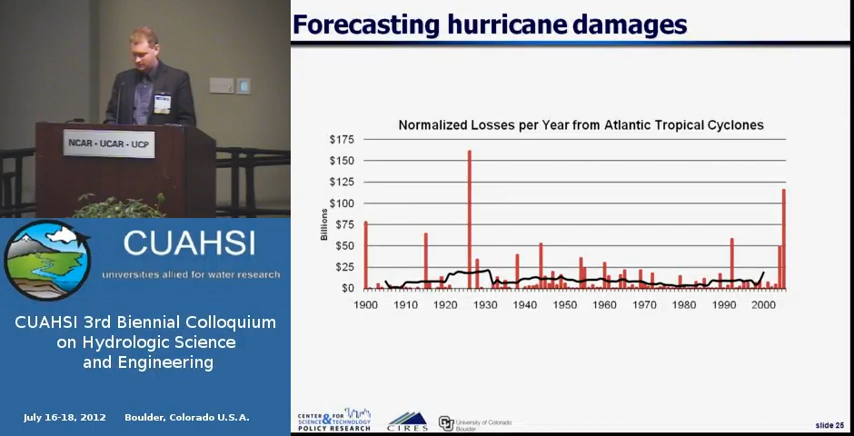 Forecasting hurricane damages
NCAR - UCAR - UCP
CUAHSI
universities allied for water research
CUAHSI 3rd Biennial Colloquium
on Hydrologic Science
and Engineering
July 16-18, 2012 Boulder, Colorado U.S.A.
Normalized Losses per Year from Atlantic Tropical Cyclones
Billions
$175
$150
$125
$100
$75
$50
$25
$0
1900 1910 1920 1930 1940 1950 1960 1970 1980 1990 2000
CENTER FOR
SCIENCE & TECHNOLOGY
POLICY RESEARCH
CIRES
CU
University of Colorado
Boulder
slide 25